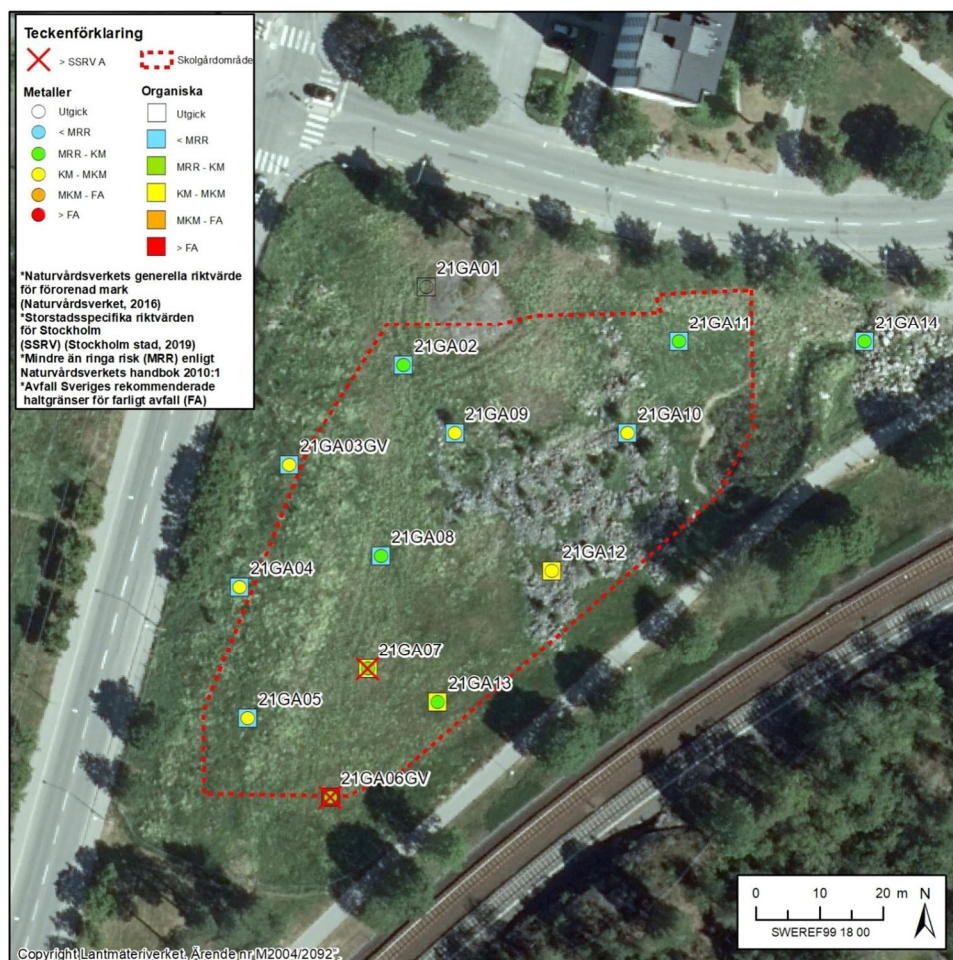 Teckenförklaring
> SSRV A
Skolgårdområde
Metaller
Utgick
< MRR
MRR - KM
KM - MKM
MKM - FA
> FA
Organiska
Utgick
< MRR
MRR - KM
KM - MKM
MKM - FA
> FA
*Naturvårdsverkets generella riktvärde
för förorenad mark
(Naturvårdsverket, 2016)
*Storstadsspecifika riktvärden
för Stockholm
(SSRV) (Stockholm stad, 2019)
*Mindre än ringa risk (MRR) enligt
Naturvårdsverkets handbok 2010:1
*Avfall Sveriges rekommenderade
haltgränser för farligt avfall (FA)
21GA01
21GA02
21GA11
21GA14
21GA09
21GA10
21GA03GV
21GA08
21GA12
21GA04
21GA07
21GA13
21GA05
21GA06GV
0 10 20 m N
SWEREF99 18 00
Copyright Lantmäteriverket, Ärende nr M2004/2092